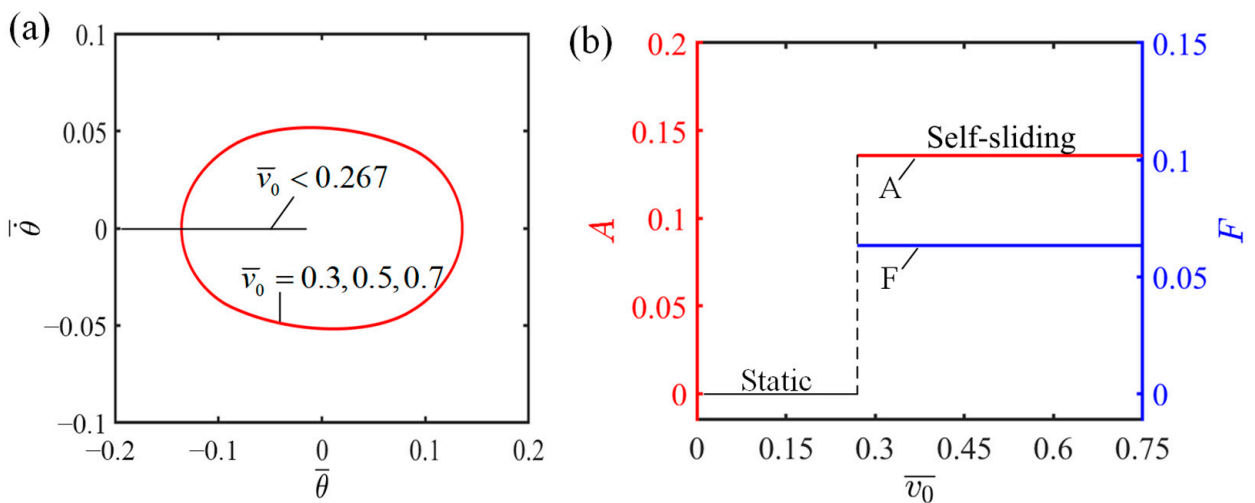 (a)
0.1
0.05
0
−0.05
−0.1
θ̄̇
v̄₀ < 0.267
v̄₀ = 0.3, 0.5, 0.7
−0.2
−0.1
0
0.1
0.2
θ̄
(b)
0.2
0.15
0.1
0.05
0
A
Self-sliding
A
F
Static
0.15
0.1
0.05
0
F
0
0.15
0.3
0.45
0.6
0.75
v̄₀